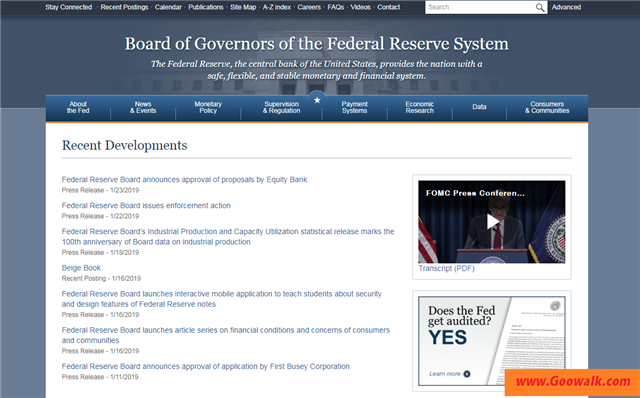 Stay Connected Recent Postings Calendar Publications Site Map A-Z index Careers FAQs Videos Contact Search Advanced
Board of Governors of the Federal Reserve System
The Federal Reserve, the central bank of the United States, provides the nation with a
safe, flexible, and stable monetary and financial system.
About
the Fed
News
& Events
Monetary
Policy
Supervision
& Regulation
Payment
Systems
Economic
Research
Data
Consumers
& Communities
Recent Developments
Federal Reserve Board announces approval of proposals by Equity Bank
Press Release - 1/23/2019
Federal Reserve Board issues enforcement action
Press Release - 1/22/2019
Federal Reserve Board's Industrial Production and Capacity Utilization statistical release marks the
100th anniversary of Board data on industrial production
Press Release - 1/18/2019
Beige Book
Recent Posting - 1/16/2019
Federal Reserve Board launches interactive mobile application to teach students about security
and design features of Federal Reserve notes
Press Release - 1/16/2019
Federal Reserve Board launches article series on financial conditions and concerns of consumers
and communities
Press Release - 1/16/2019
Federal Reserve Board announces approval of application by First Busey Corporation
Press Release - 1/11/2019
FOMC Press Conferen...
Transcript (PDF)
Does the Fed
get audited?
YES
Learn more
www.Goowalk.com